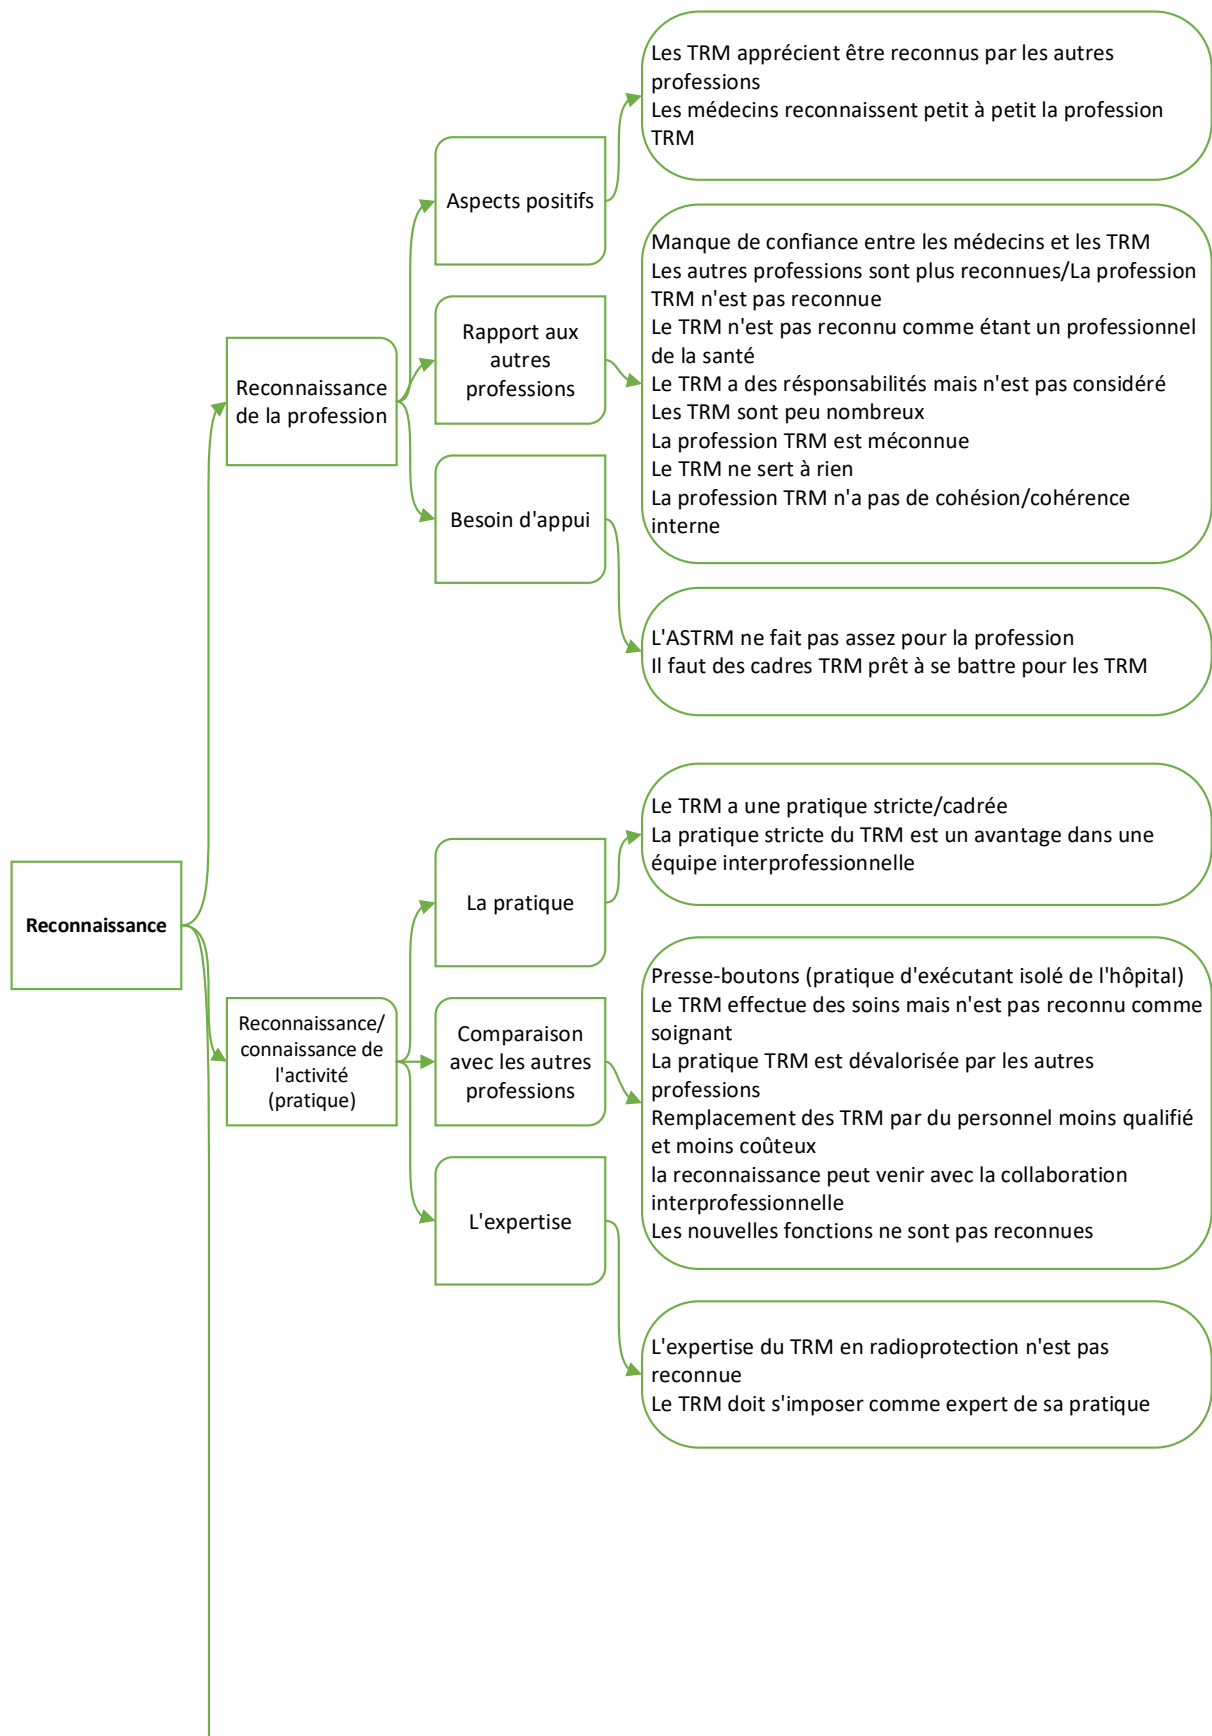 Reconnaissance
Reconnaissance
de la profession
Aspects positifs
Les TRM apprécient être reconnus par les autres
professions
Les médecins reconnaissent petit à petit la profession
TRM
Rapport aux
autres
professions
Manque de confiance entre les médecins et les TRM
Les autres professions sont plus reconnues/La profession
TRM n'est pas reconnue
Le TRM n'est pas reconnu comme étant un professionnel
de la santé
Le TRM a des résponsabilités mais n'est pas considéré
Les TRM sont peu nombreux
La profession TRM est méconnue
Le TRM ne sert à rien
La profession TRM n'a pas de cohésion/cohérence
interne
Besoin d'appui
L'ASTRM ne fait pas assez pour la profession
Il faut des cadres TRM prêt à se battre pour les TRM
Reconnaissance/
connaissance de
l'activité
(pratique)
La pratique
Le TRM a une pratique stricte/cadrée
La pratique stricte du TRM est un avantage dans une
équipe interprofessionnelle
Comparaison
avec les autres
professions
Presse-boutons (pratique d'exécutant isolé de l'hôpital)
Le TRM effectue des soins mais n'est pas reconnu comme
soignant
La pratique TRM est dévalorisée par les autres
professions
Remplacement des TRM par du personnel moins qualifié
et moins coûteux
la reconnaissance peut venir avec la collaboration
interprofessionnelle
Les nouvelles fonctions ne sont pas reconnues
L'expertise
L'expertise du TRM en radioprotection n'est pas
reconnue
Le TRM doit s'imposer comme expert de sa pratique